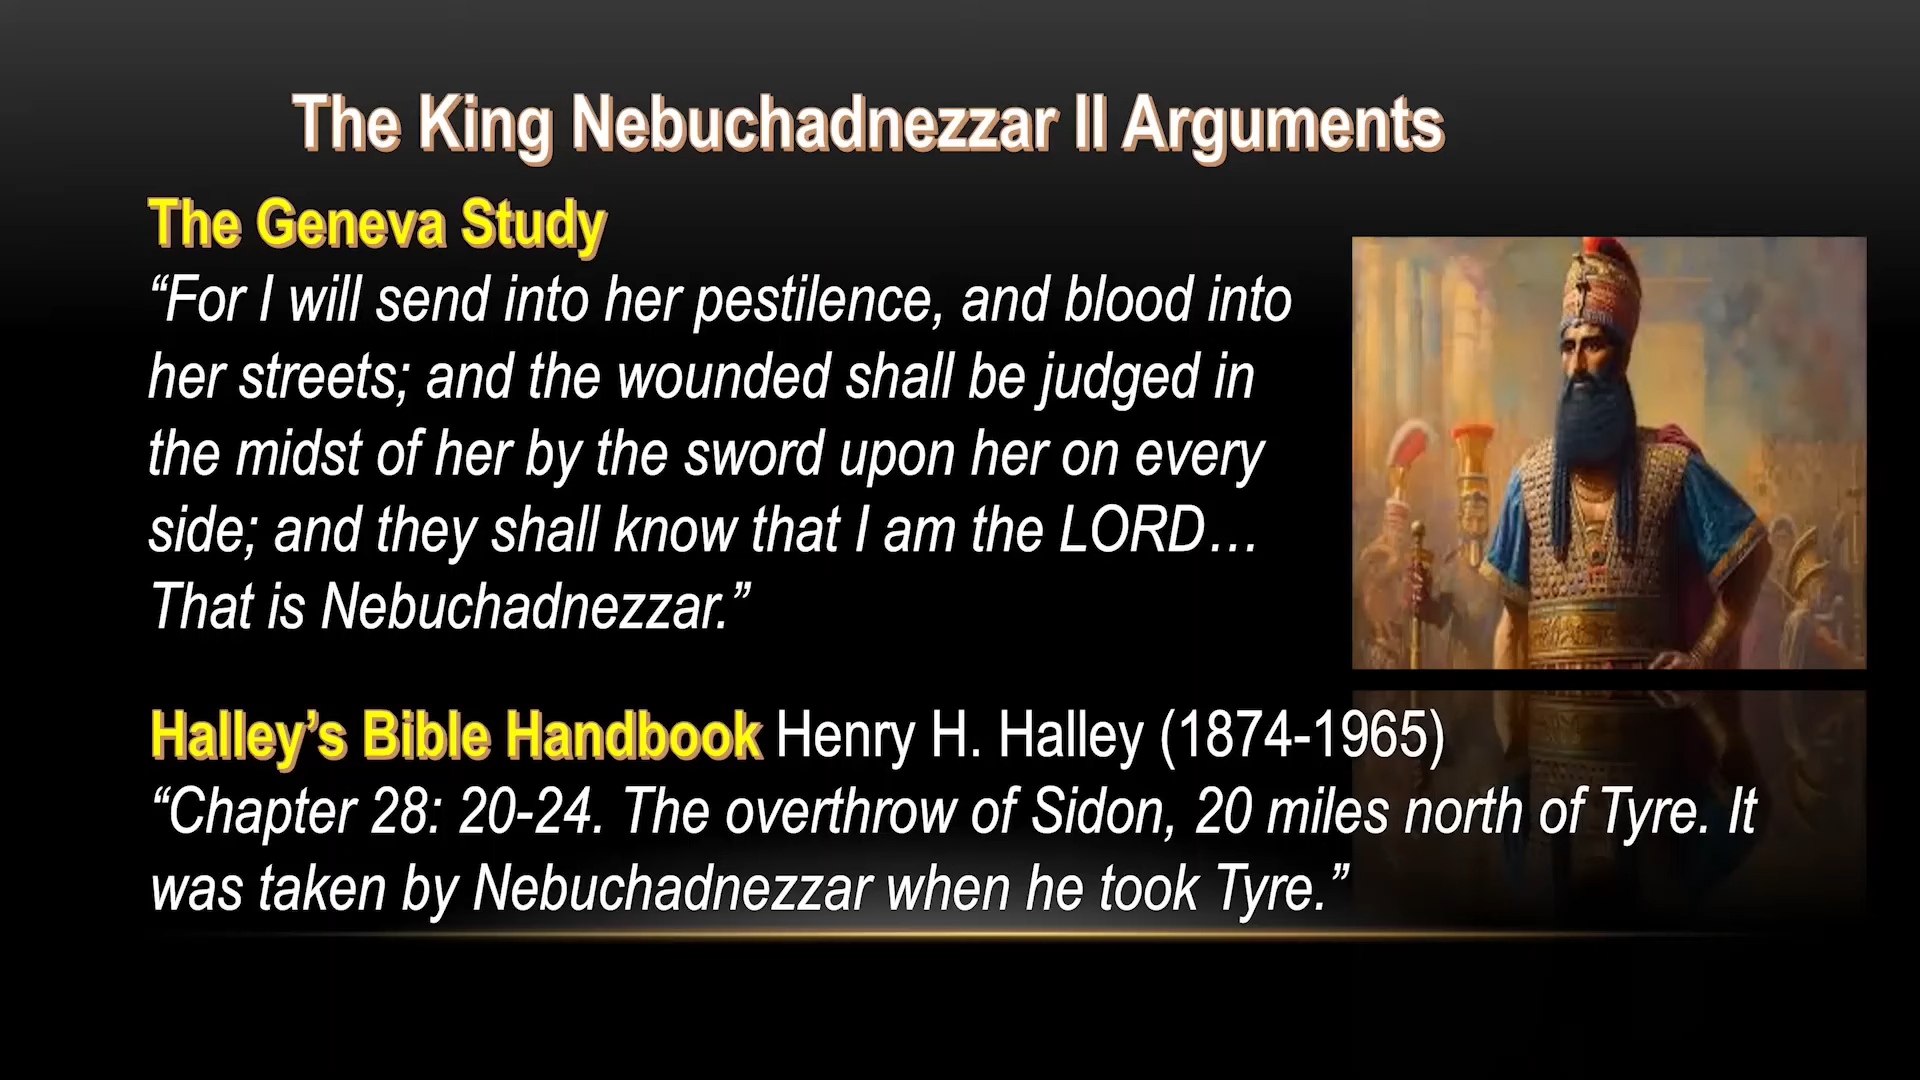 The King Nebuchadnezzar II Arguments
The Geneva Study
“For I will send into her pestilence, and blood into
her streets; and the wounded shall be judged in
the midst of her by the sword upon her on every
side; and they shall know that I am the LORD…
That is Nebuchadnezzar.”
Halley’s Bible Handbook Henry H. Halley (1874-1965)
“Chapter 28: 20-24. The overthrow of Sidon, 20 miles north of Tyre. It
was taken by Nebuchadnezzar when he took Tyre.”